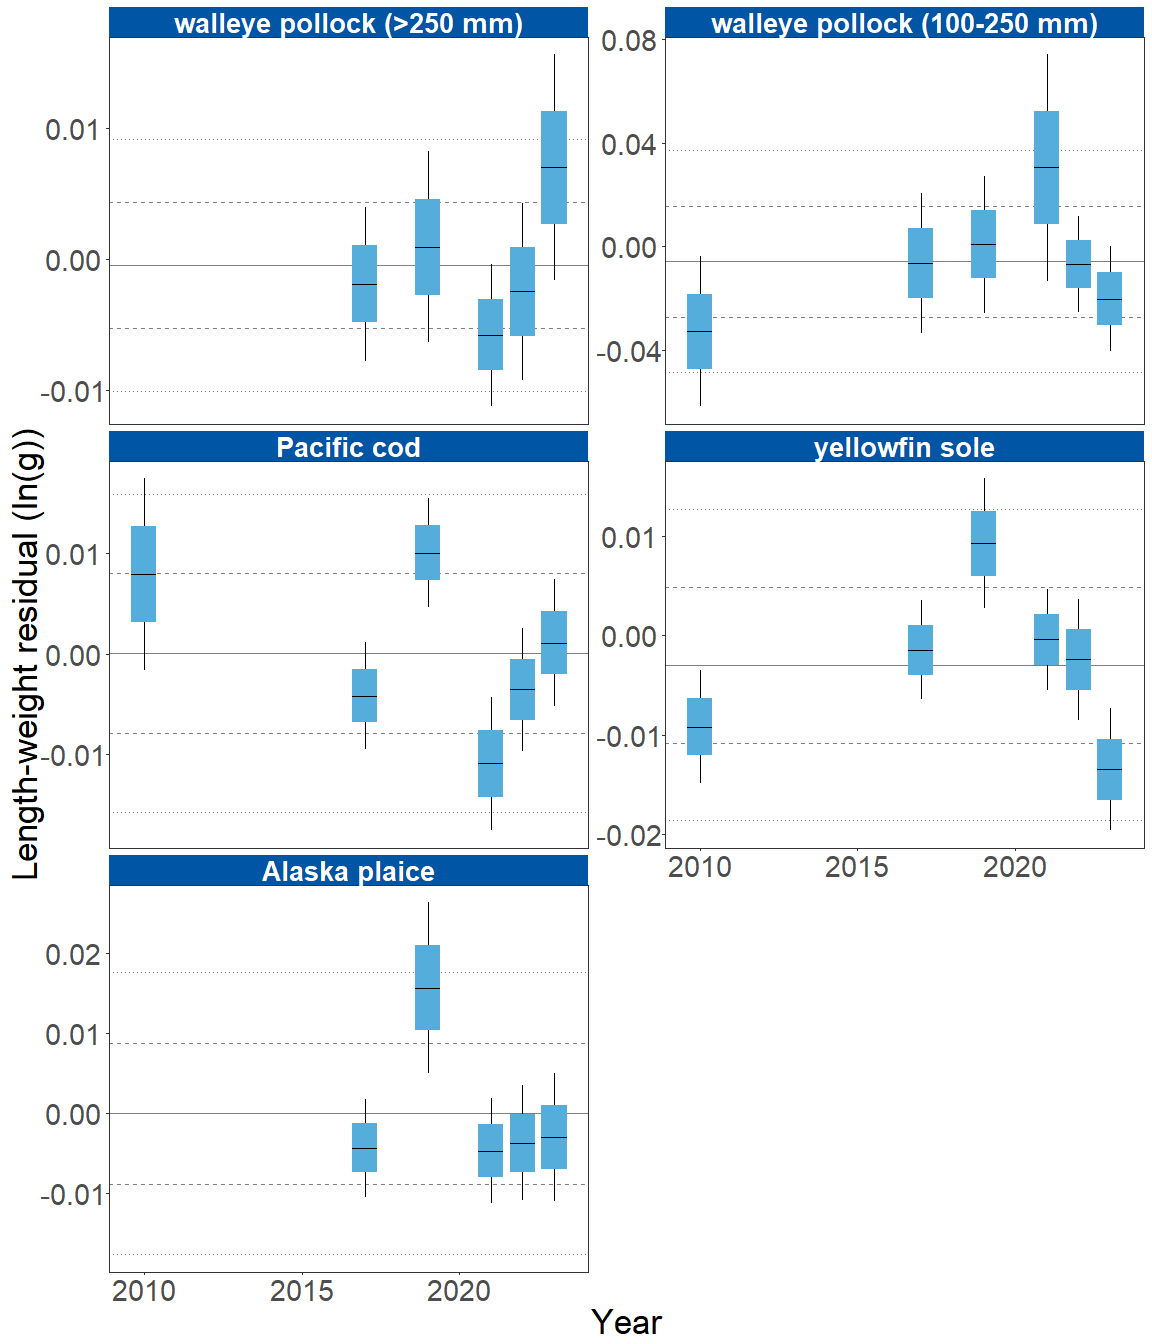 walleye pollock (>250 mm)
walleye pollock (100-250 mm)
0.01
0.00
-0.01
0.08
0.04
0.00
-0.04
Length-weight residual (ln(g))
Pacific cod
yellowfin sole
0.01
0.00
-0.01
0.01
0.00
-0.01
-0.02
2010 2015 2020
Alaska plaice
0.02
0.01
0.00
-0.01
2010 2015 2020
Year